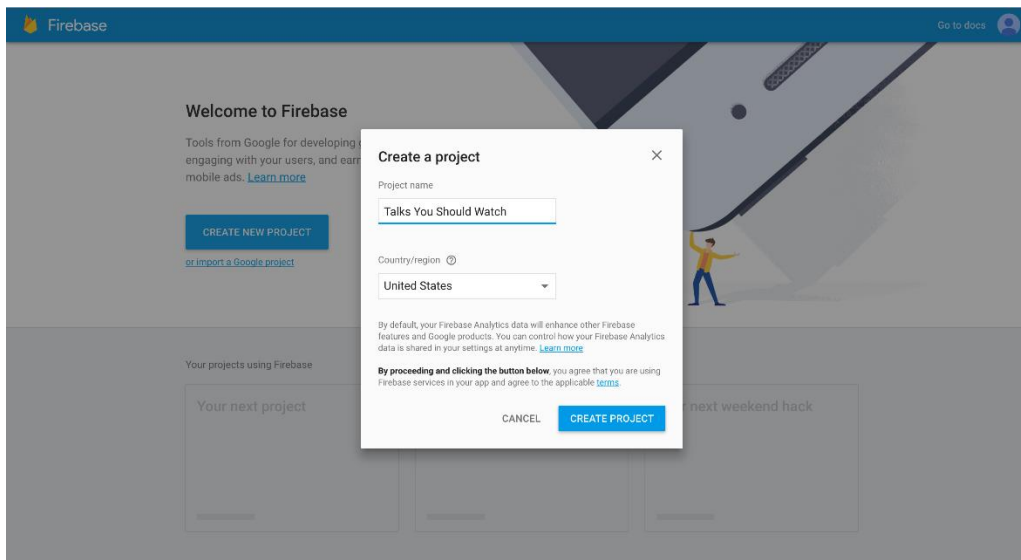 Firebase
Go to docs
Welcome to Firebase
Tools from Google for developing
engaging with your users, and earn
mobile ads. Learn more
CREATE NEW PROJECT
or import a Google project
Create a project
Project name
Talks You Should Watch
Country/region
United States
By default, your Firebase Analytics data will enhance other Firebase
features and Google products. You can control how your Firebase Analytics
data is shared in your settings at anytime. Learn more
By proceeding and clicking the button below, you agree that you are using
Firebase services in your app and agree to the applicable terms.
CANCEL
CREATE PROJECT
Your projects using Firebase
Your next project
next weekend hack